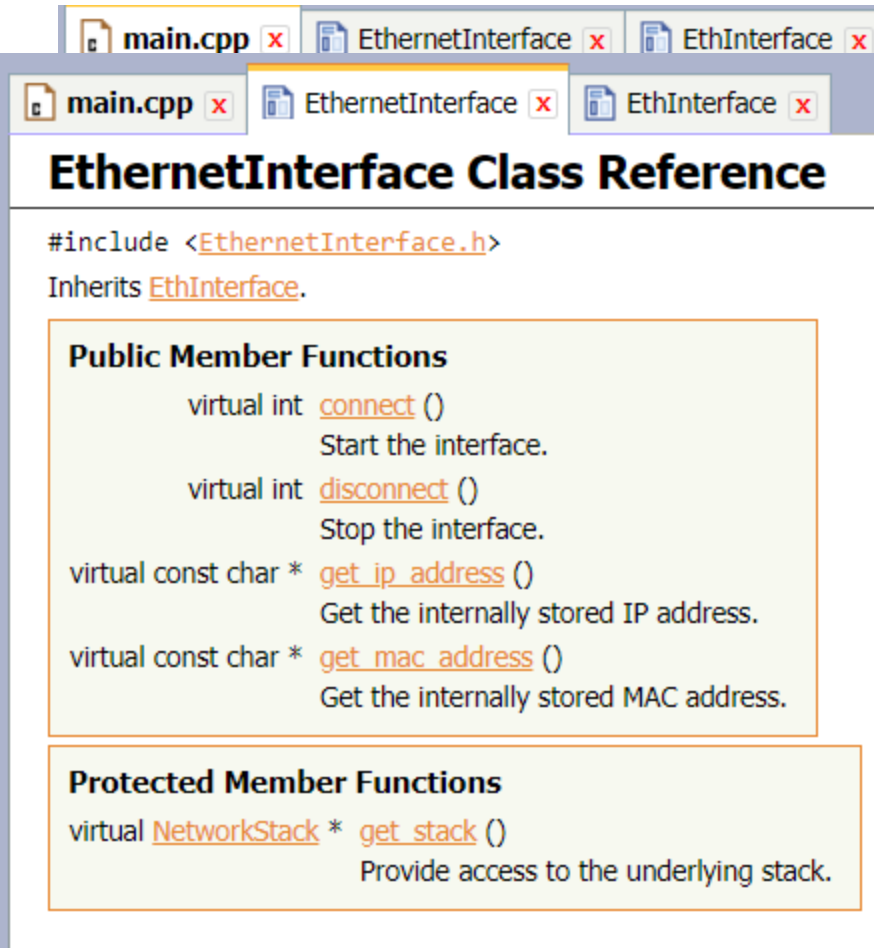 main.cpp x EthernetInterface x EthInterface x
main.cpp x EthernetInterface x EthInterface x
EthernetInterface Class Reference
#include <EthernetInterface.h>
Inherits EthInterface.
Public Member Functions
virtual int connect ()
Start the interface.
virtual int disconnect ()
Stop the interface.
virtual const char * get_ip_address ()
Get the internally stored IP address.
virtual const char * get_mac_address ()
Get the internally stored MAC address.
Protected Member Functions
virtual NetworkStack * get_stack ()
Provide access to the underlying stack.